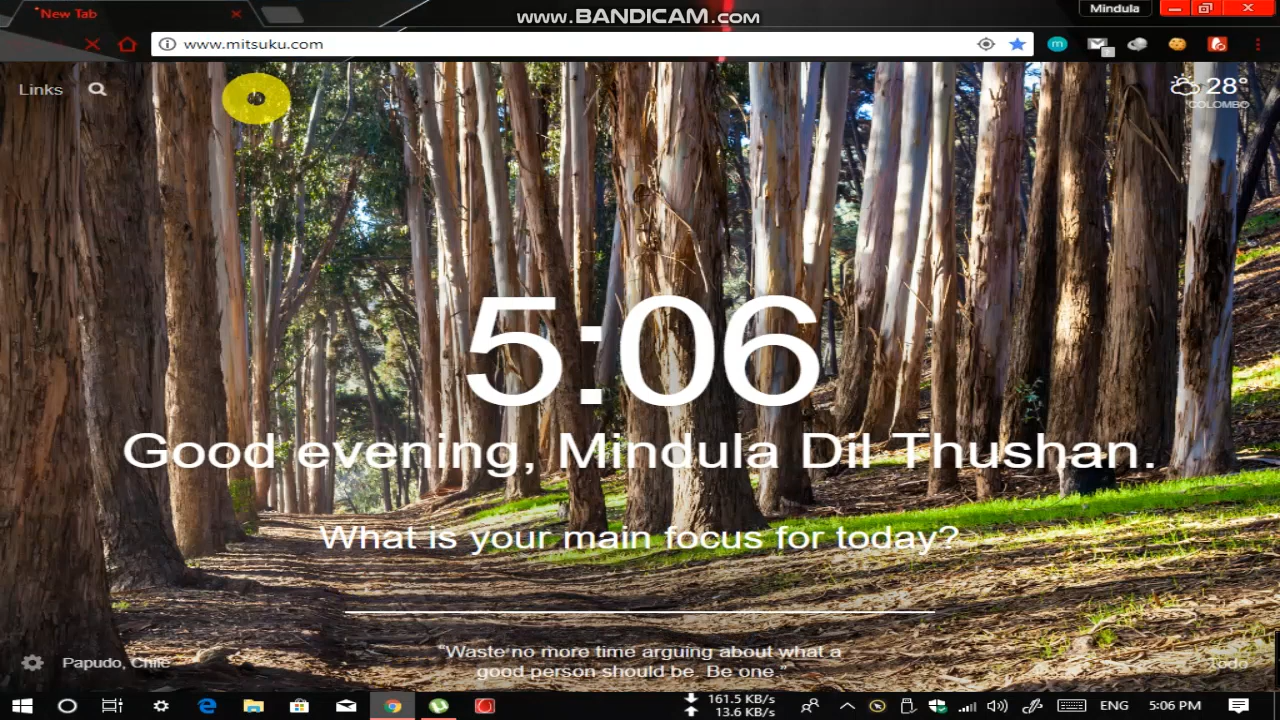 New Tab
www.BANDICAM.com
Mindula
www.mitsuku.com
m
Links
28°
COLOMBO
5:06
Good evening, Mindula Dil Thushan.
What is your main focus for today?
“Waste no more time arguing about what a
good person should be. Be one.”
Papudo, Chile
Todo
161.5 KB/s
13.6 KB/s
ENG
5:06 PM